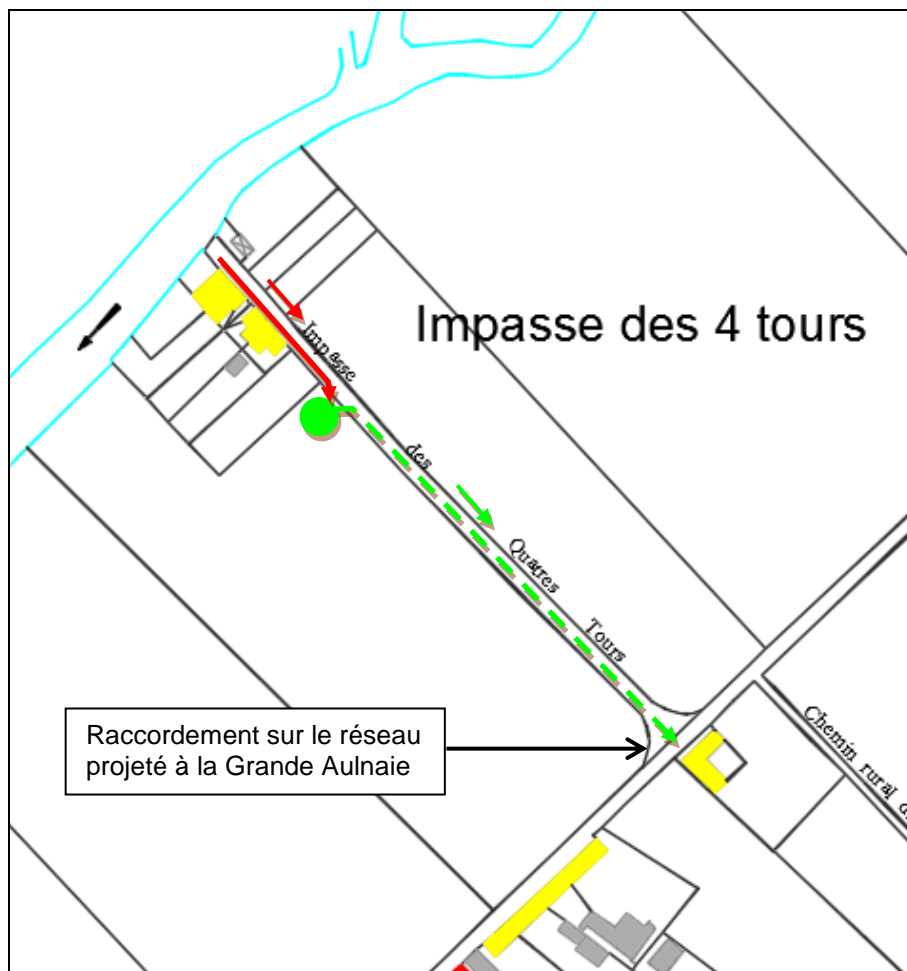 Impasse des 4 tours
Impasse
des
Quatres
Tours
Raccordement sur le réseau
projeté à la Grande Aulnaie
Chemin rural d